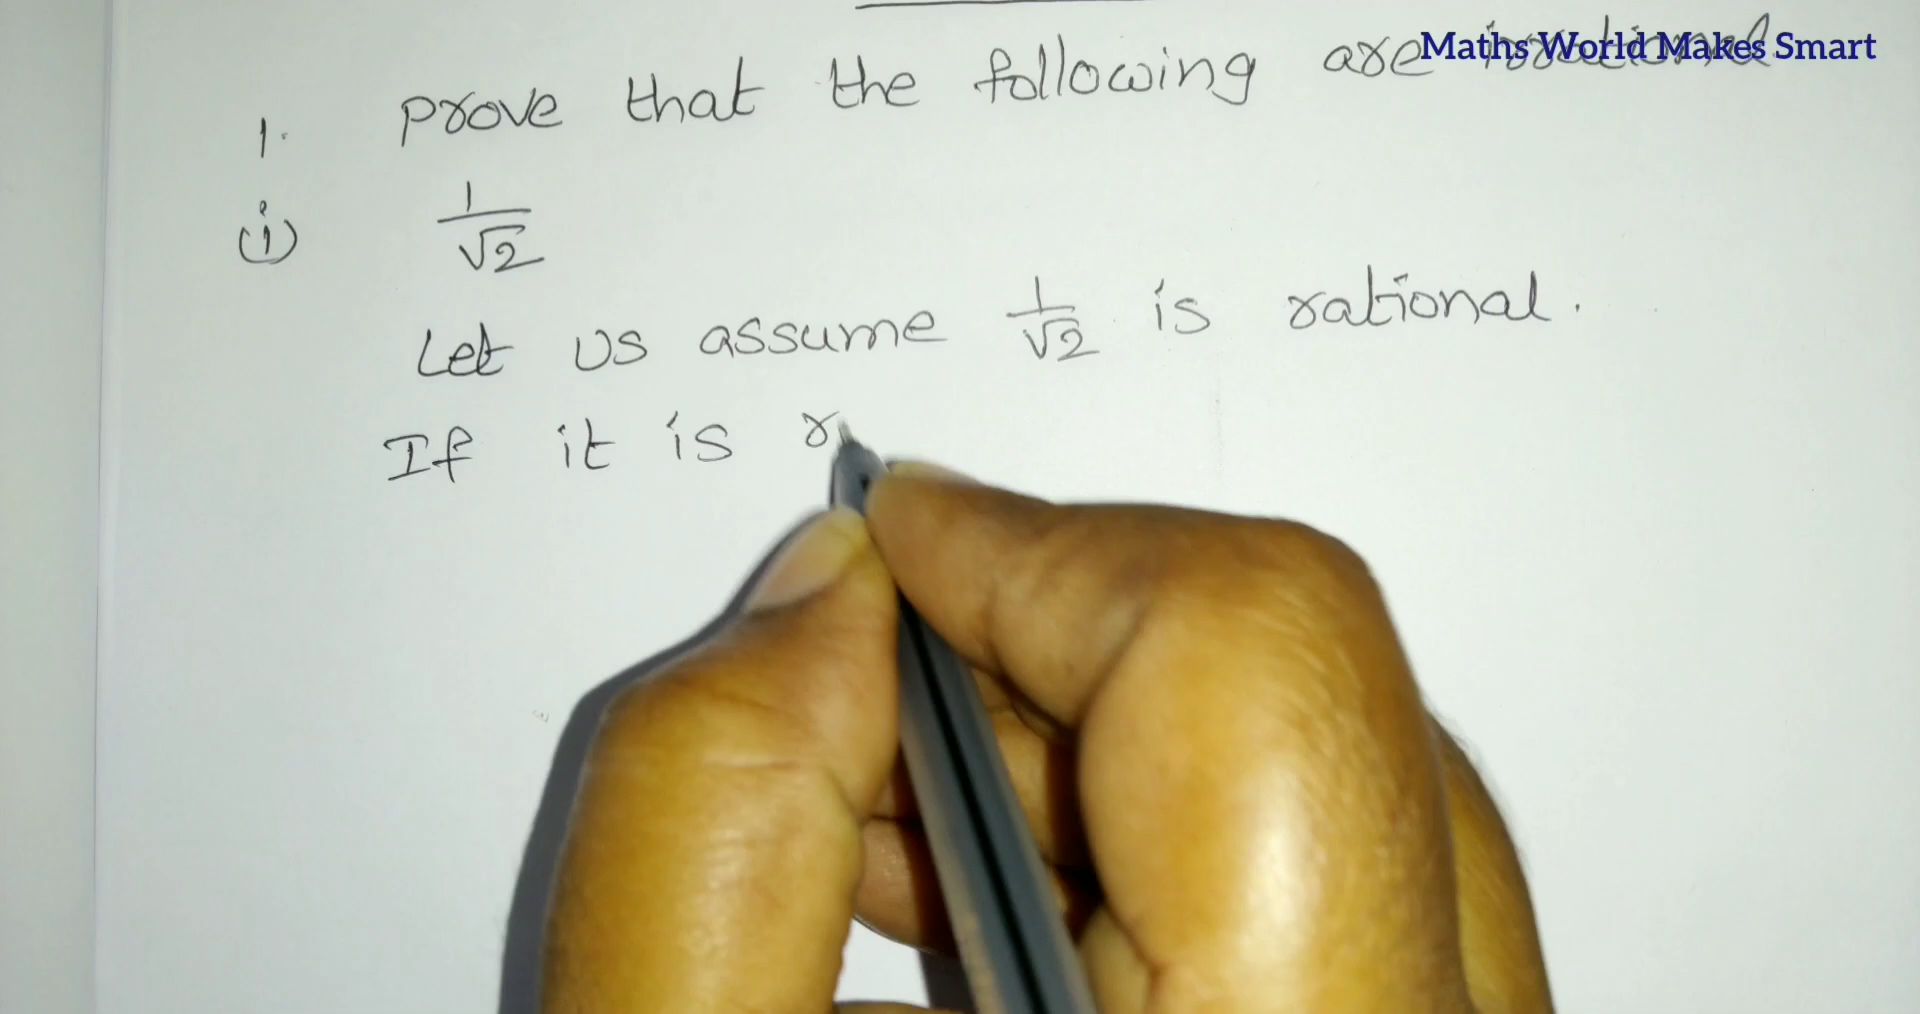 Maths World Makes Smart
1. prove that the following are irrational
(i) 1/√2
Let us assume 1/√2 is rational.
If it is r